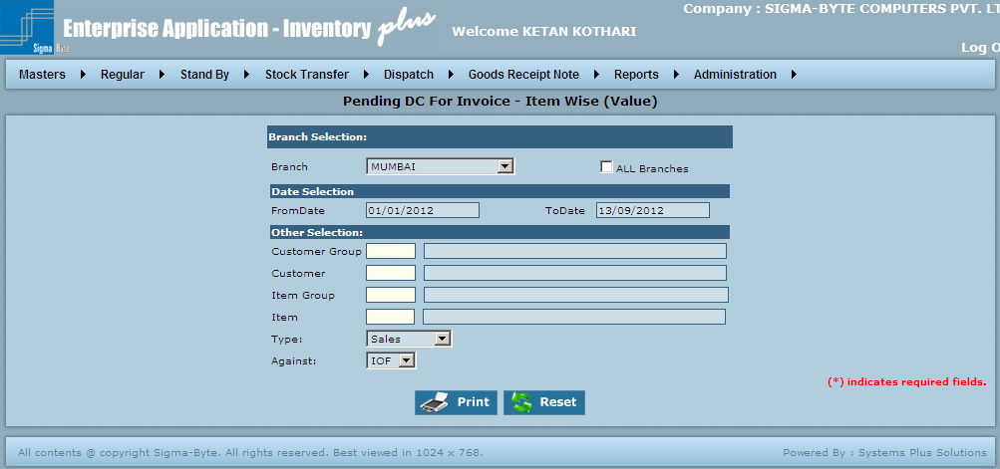 Company : SIGMA-BYTE COMPUTERS PVT. LT
Sigma Byte
Enterprise Application - Inventory plus
Welcome KETAN KOTHARI
Log O
Masters Regular Stand By Stock Transfer Dispatch Goods Receipt Note Reports Administration
Pending DC For Invoice - Item Wise (Value)
Branch Selection:
Branch MUMBAI ALL Branches
Date Selection
FromDate 01/01/2012 ToDate 13/09/2012
Other Selection:
Customer Group
Customer
Item Group
Item
Type: Sales
Against: IOF
(*) indicates required fields.
Print Reset
All contents @ copyright Sigma-Byte. All rights reserved. Best viewed in 1024 x 768. Powered By : Systems Plus Solutions